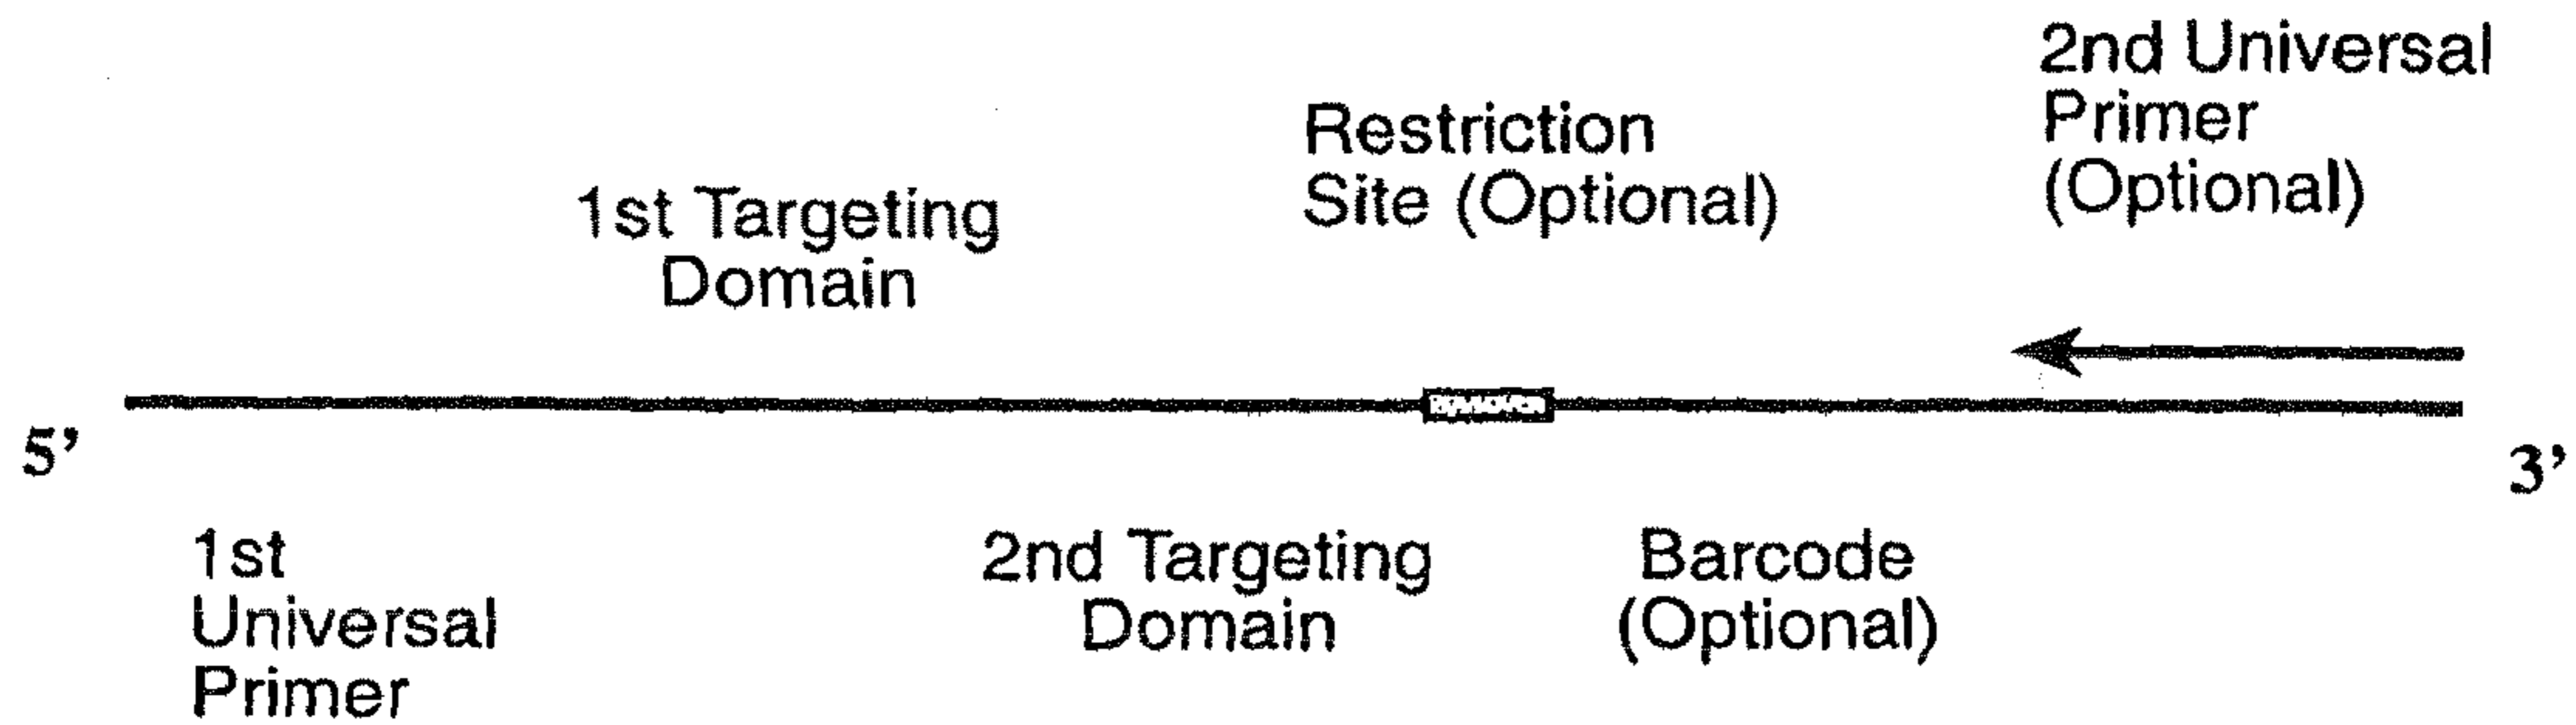 2nd Universal
Primer
(Optional)
Restriction
Site (Optional)
1st Targeting
Domain
5’
3’
1st
Universal
Primer
2nd Targeting
Domain
Barcode
(Optional)